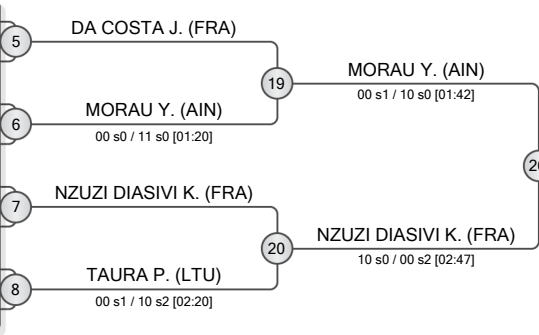 DA COSTA J. (FRA)
5
19
MORAU Y. (AIN)
00 s1 / 10 s0 [01:42]
6
MORAU Y. (AIN)
00 s0 / 11 s0 [01:20]
7
NZUZI DIASIVI K. (FRA)
20
NZUZI DIASIVI K. (FRA)
10 s0 / 00 s2 [02:47]
8
TAURA P. (LTU)
00 s1 / 10 s2 [02:20]